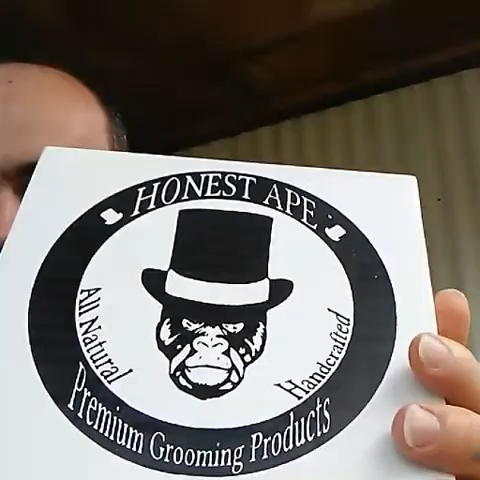 HONEST APE
All Natural
Handcrafted
Premium Grooming Products